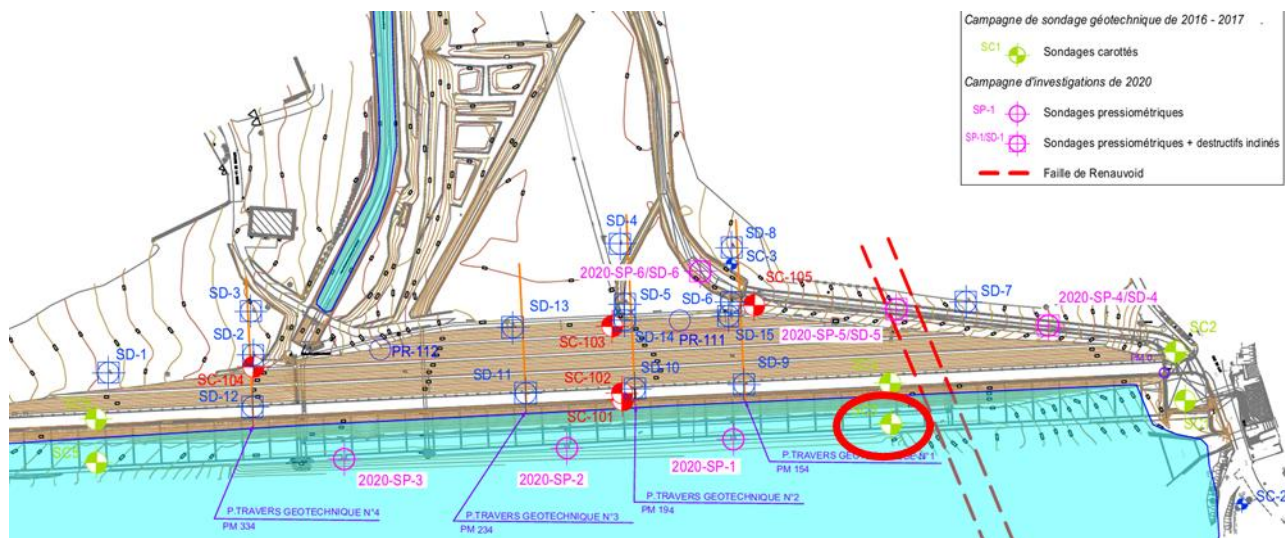 Campagne de sondage géotechnique de 2016 - 2017
SC1
Sondages carottés
Campagne d'investigations de 2020
SP-1
Sondages pressiométriques
SP-1/SD-1
Sondages pressiométriques + destructifs indinés
Faille de Renauvoid
SD-4
SD-8
SC-3
2020-SP-6/SD-6
SC-105
SD-3
SD-13
SD-5
SD-6
SD-7
2020-SP-4/SD-4
SD-2
SC-103
SD-14
PR-111
SD-15
2020-SP-5/SD-5
SC2
SD-1
PR-112
SC-104
SD-11
SC-102
SD-10
SD-9
SD-12
SC-101
SC5
2020-SP-3
2020-SP-2
2020-SP-1
P.TRAVERS GEOTECHNIQUE N°1
PM 154
P.TRAVERS GEOTECHNIQUE N°2
PM 194
P.TRAVERS GEOTECHNIQUE N°3
PM 234
P.TRAVERS GEOTECHNIQUE N°4
PM 334
SC-2